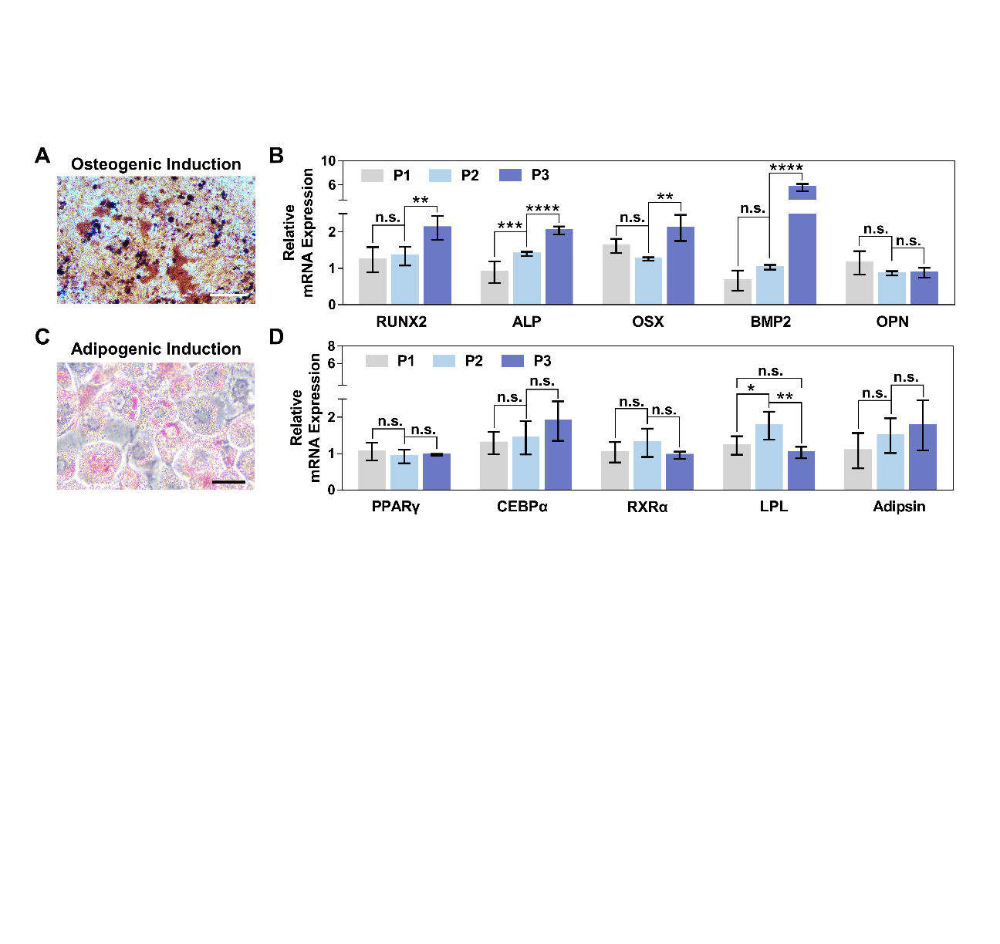 A
Osteogenic Induction
B
Relative
mRNA Expression
10
6
2
1
0
P1 P2 P3
n.s. **
*** ****
n.s. **
n.s. ****
n.s. n.s.
RUNX2 ALP OSX BMP2 OPN
C
Adipogenic Induction
D
Relative
mRNA Expression
8
6
2
1
0
P1 P2 P3
n.s. n.s.
n.s. n.s.
n.s. n.s.
n.s.
* **
n.s. n.s.
PPARγ CEBPα RXRα LPL Adipsin